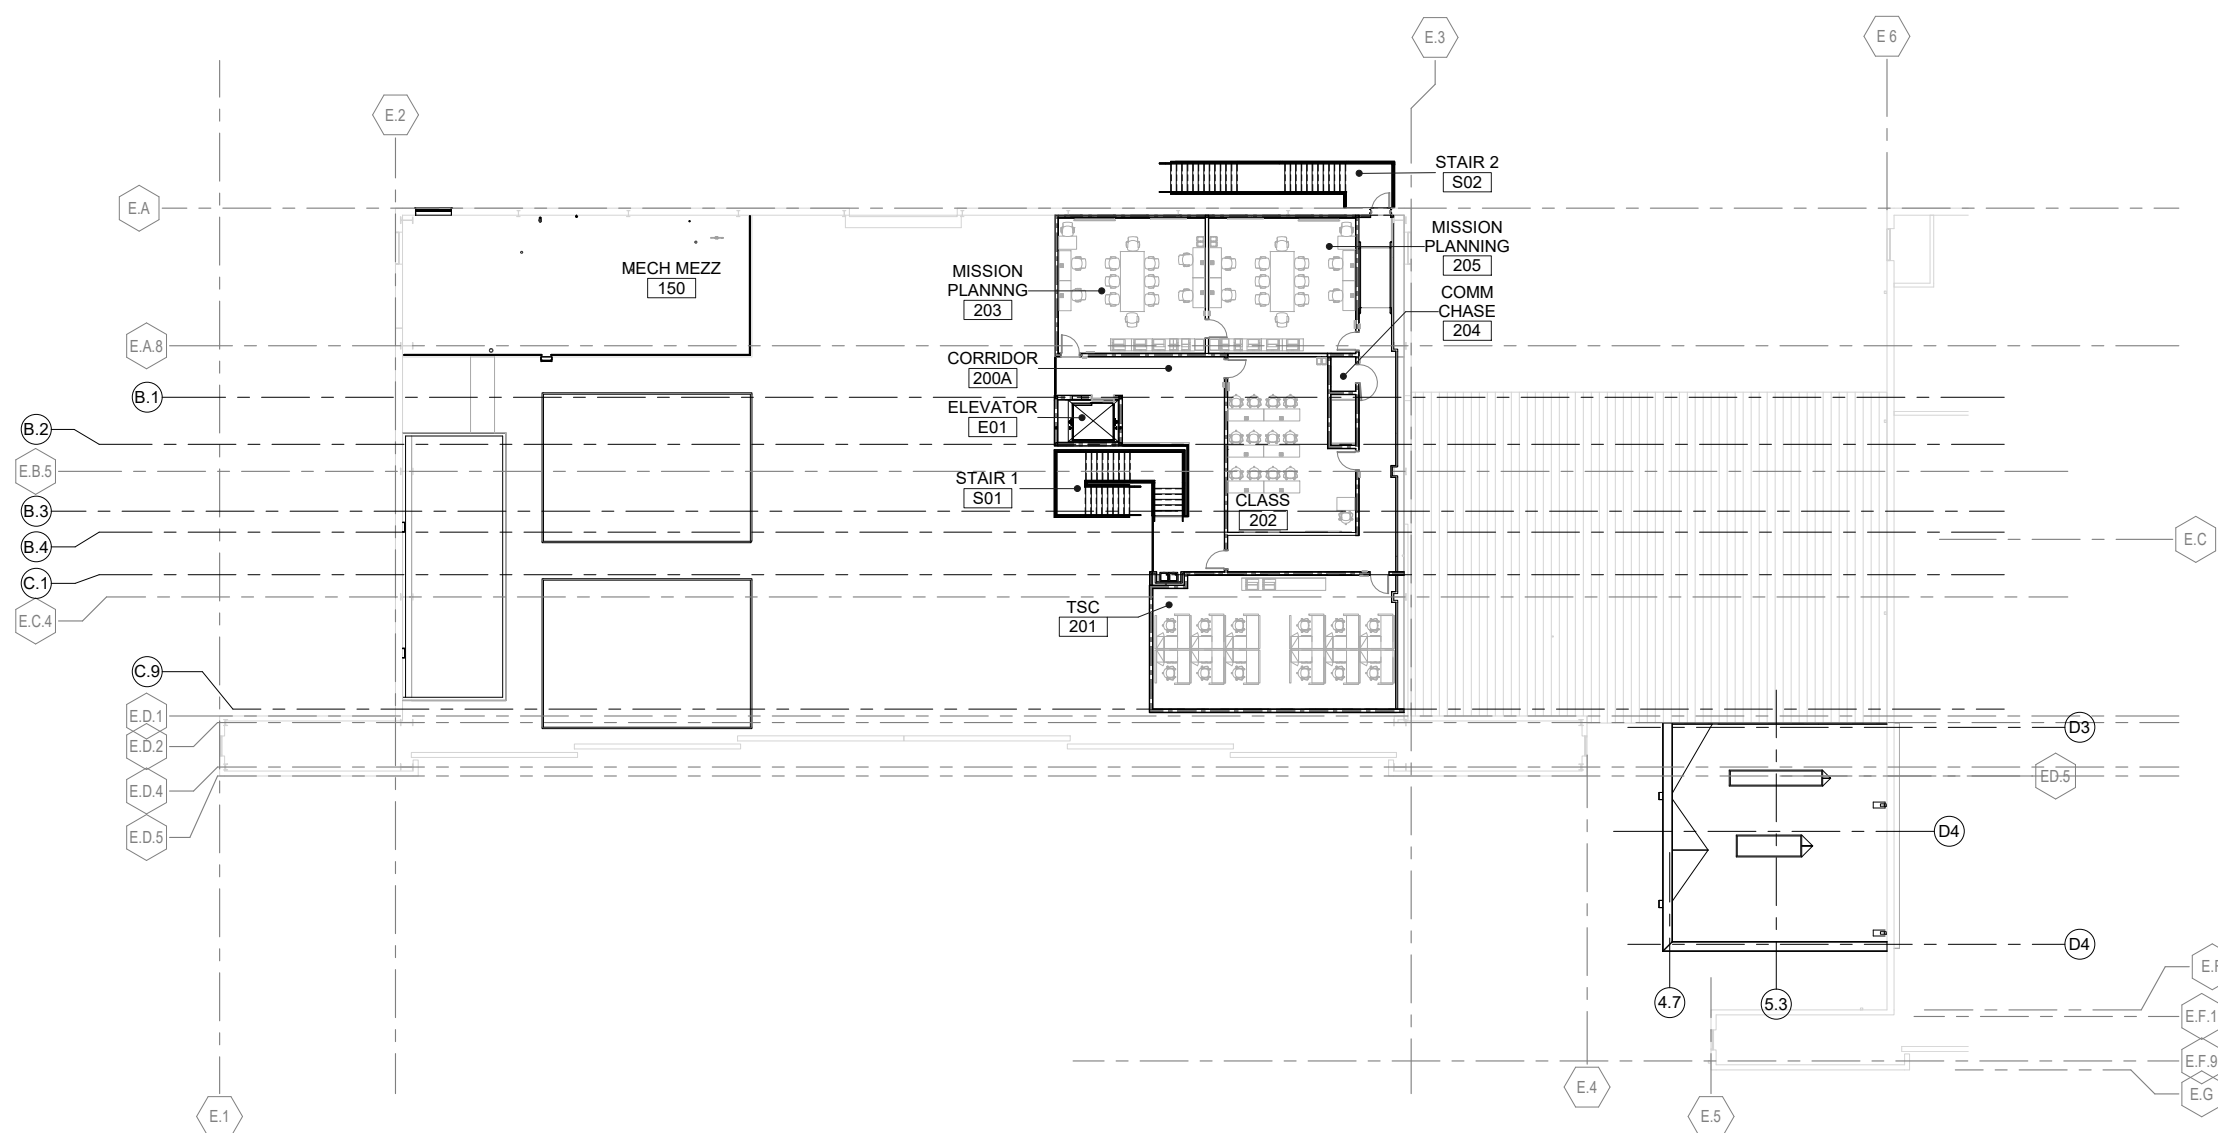 E.3
E 6
E.2
STAIR 2
S02
E.A
MISSION
PLANNING
205
MECH MEZZ
150
MISSION
PLANNNG
203
COMM
CHASE
204
E.A.8
CORRIDOR
200A
B.1
ELEVATOR
E01
B.2
E.B.5
STAIR 1
S01
CLASS
202
B.3
B.4
E.C
C.1
TSC
201
E.C.4
C.9
E.D.1
D3
E.D.2
ED.5
E.D.4
E.D.5
D4
D4
4.7
5.3
E.F.1
E.F.9
E.4
E.G
E.1
E.5